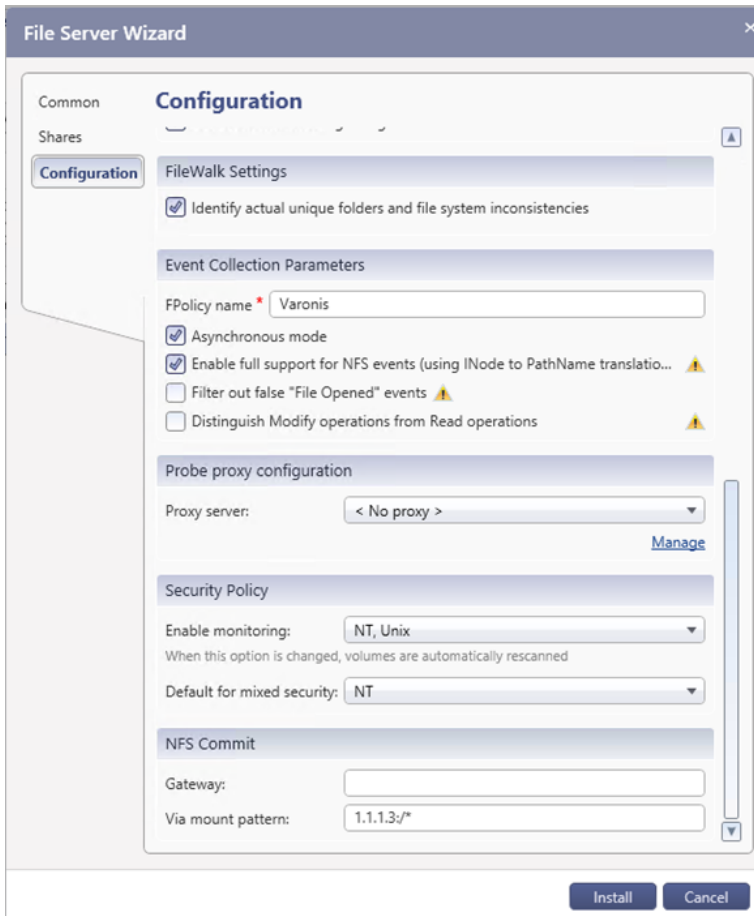 File Server Wizard
Common
Configuration
Shares
Configuration
FileWalk Settings
Identify actual unique folders and file system inconsistencies
Event Collection Parameters
FPolicy name * Varonis
Asynchronous mode
Enable full support for NFS events (using INode to PathName translatio...
Filter out false "File Opened" events
Distinguish Modify operations from Read operations
Probe proxy configuration
Proxy server: < No proxy >
Manage
Security Policy
Enable monitoring: NT, Unix
When this option is changed, volumes are automatically rescanned
Default for mixed security: NT
NFS Commit
Gateway:
Via mount pattern: 1.1.1.3:/*
Install Cancel